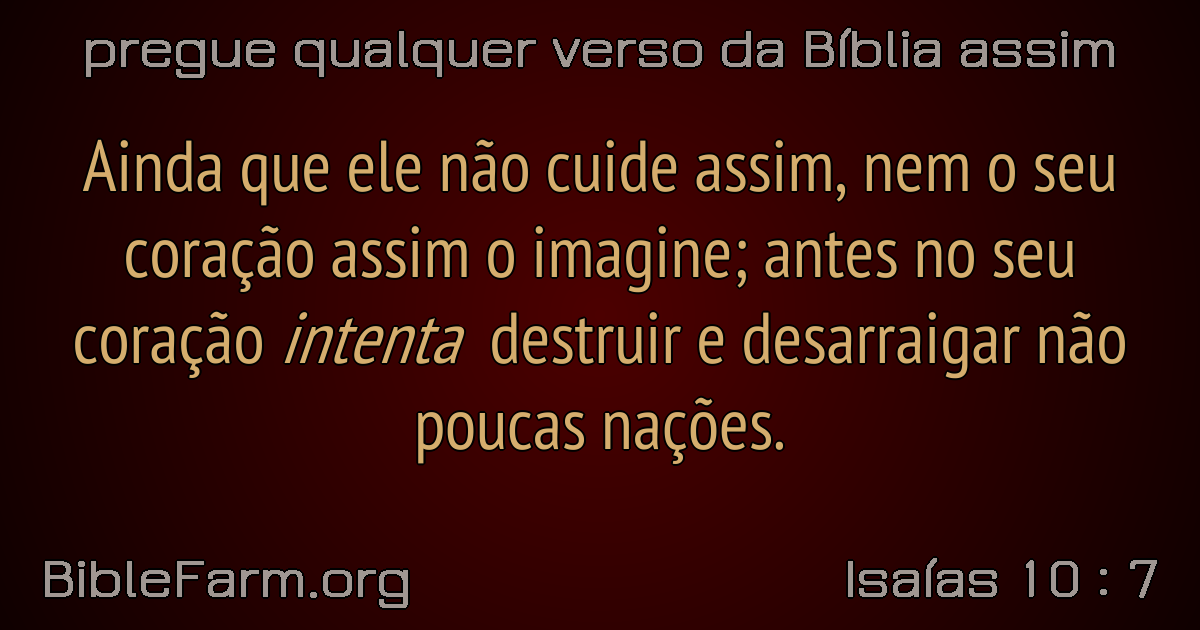 pregue qualquer verso da Bíblia assim
Ainda que ele não cuide assim, nem o seu
coração assim o imagine; antes no seu
coração intenta destruir e desarraigar não
poucas nações.
BibleFarm.org
Isaías 10 : 7